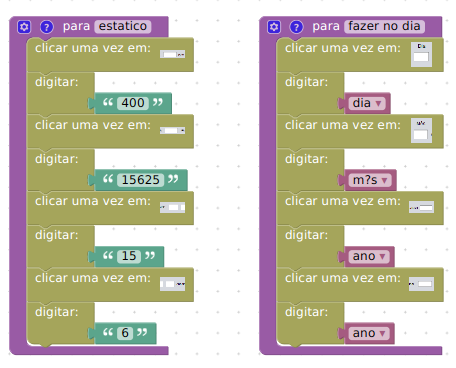 para estatico
clicar uma vez em:
digitar:
“ 400 ”
clicar uma vez em:
digitar:
“ 15625 ”
clicar uma vez em:
digitar:
“ 15 ”
clicar uma vez em:
digitar:
“ 6 ”
para fazer no dia
clicar uma vez em:
Dia
digitar:
dia
clicar uma vez em:
digitar:
m?s
clicar uma vez em:
digitar:
ano
clicar uma vez em:
digitar:
ano